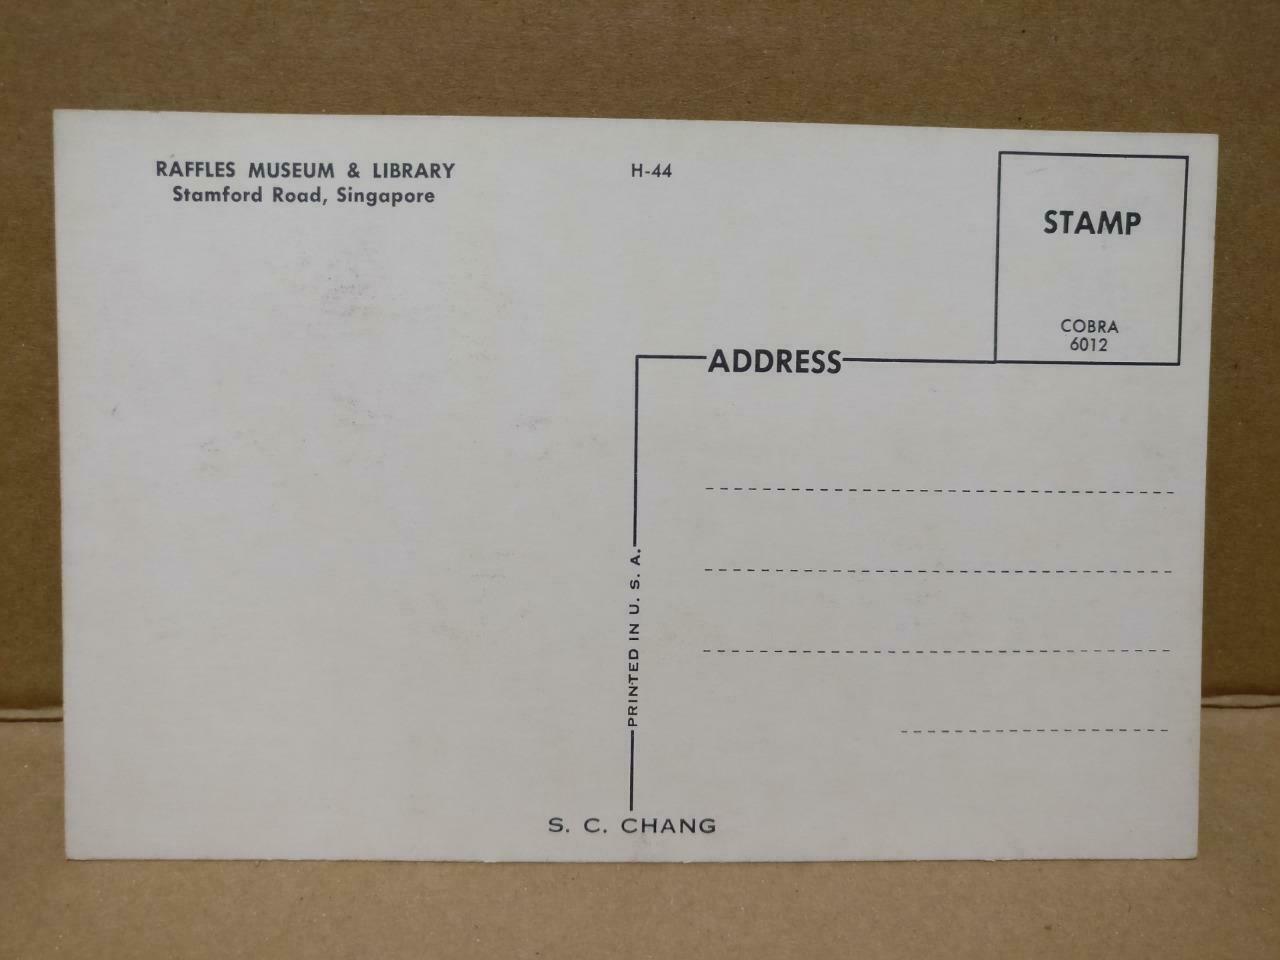 RAFFLES MUSEUM & LIBRARY
Stamford Road, Singapore
H-44
STAMP
COBRA
6012
ADDRESS
PRINTED IN U. S. A.
S. C. CHANG